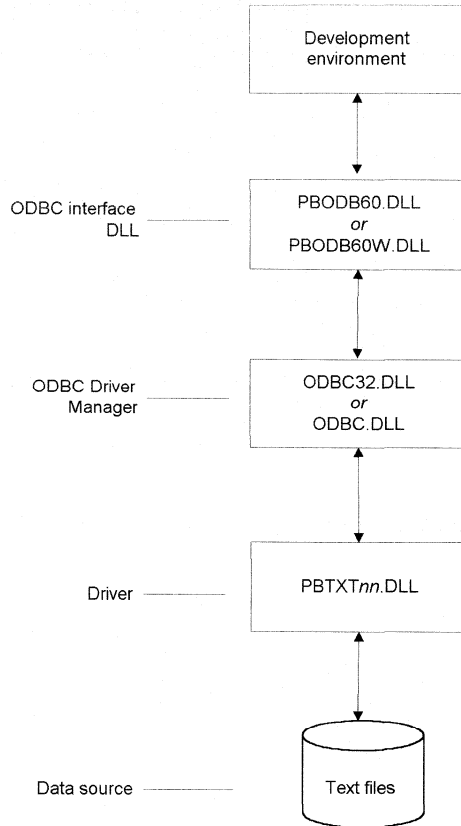 Development
environment
ODBC interface
DLL
PBODB60.DLL
or
PBODB60W.DLL
ODBC Driver
Manager
ODBC32.DLL
or
ODBC.DLL
Driver
PBTXTnn.DLL
Data source
Text files